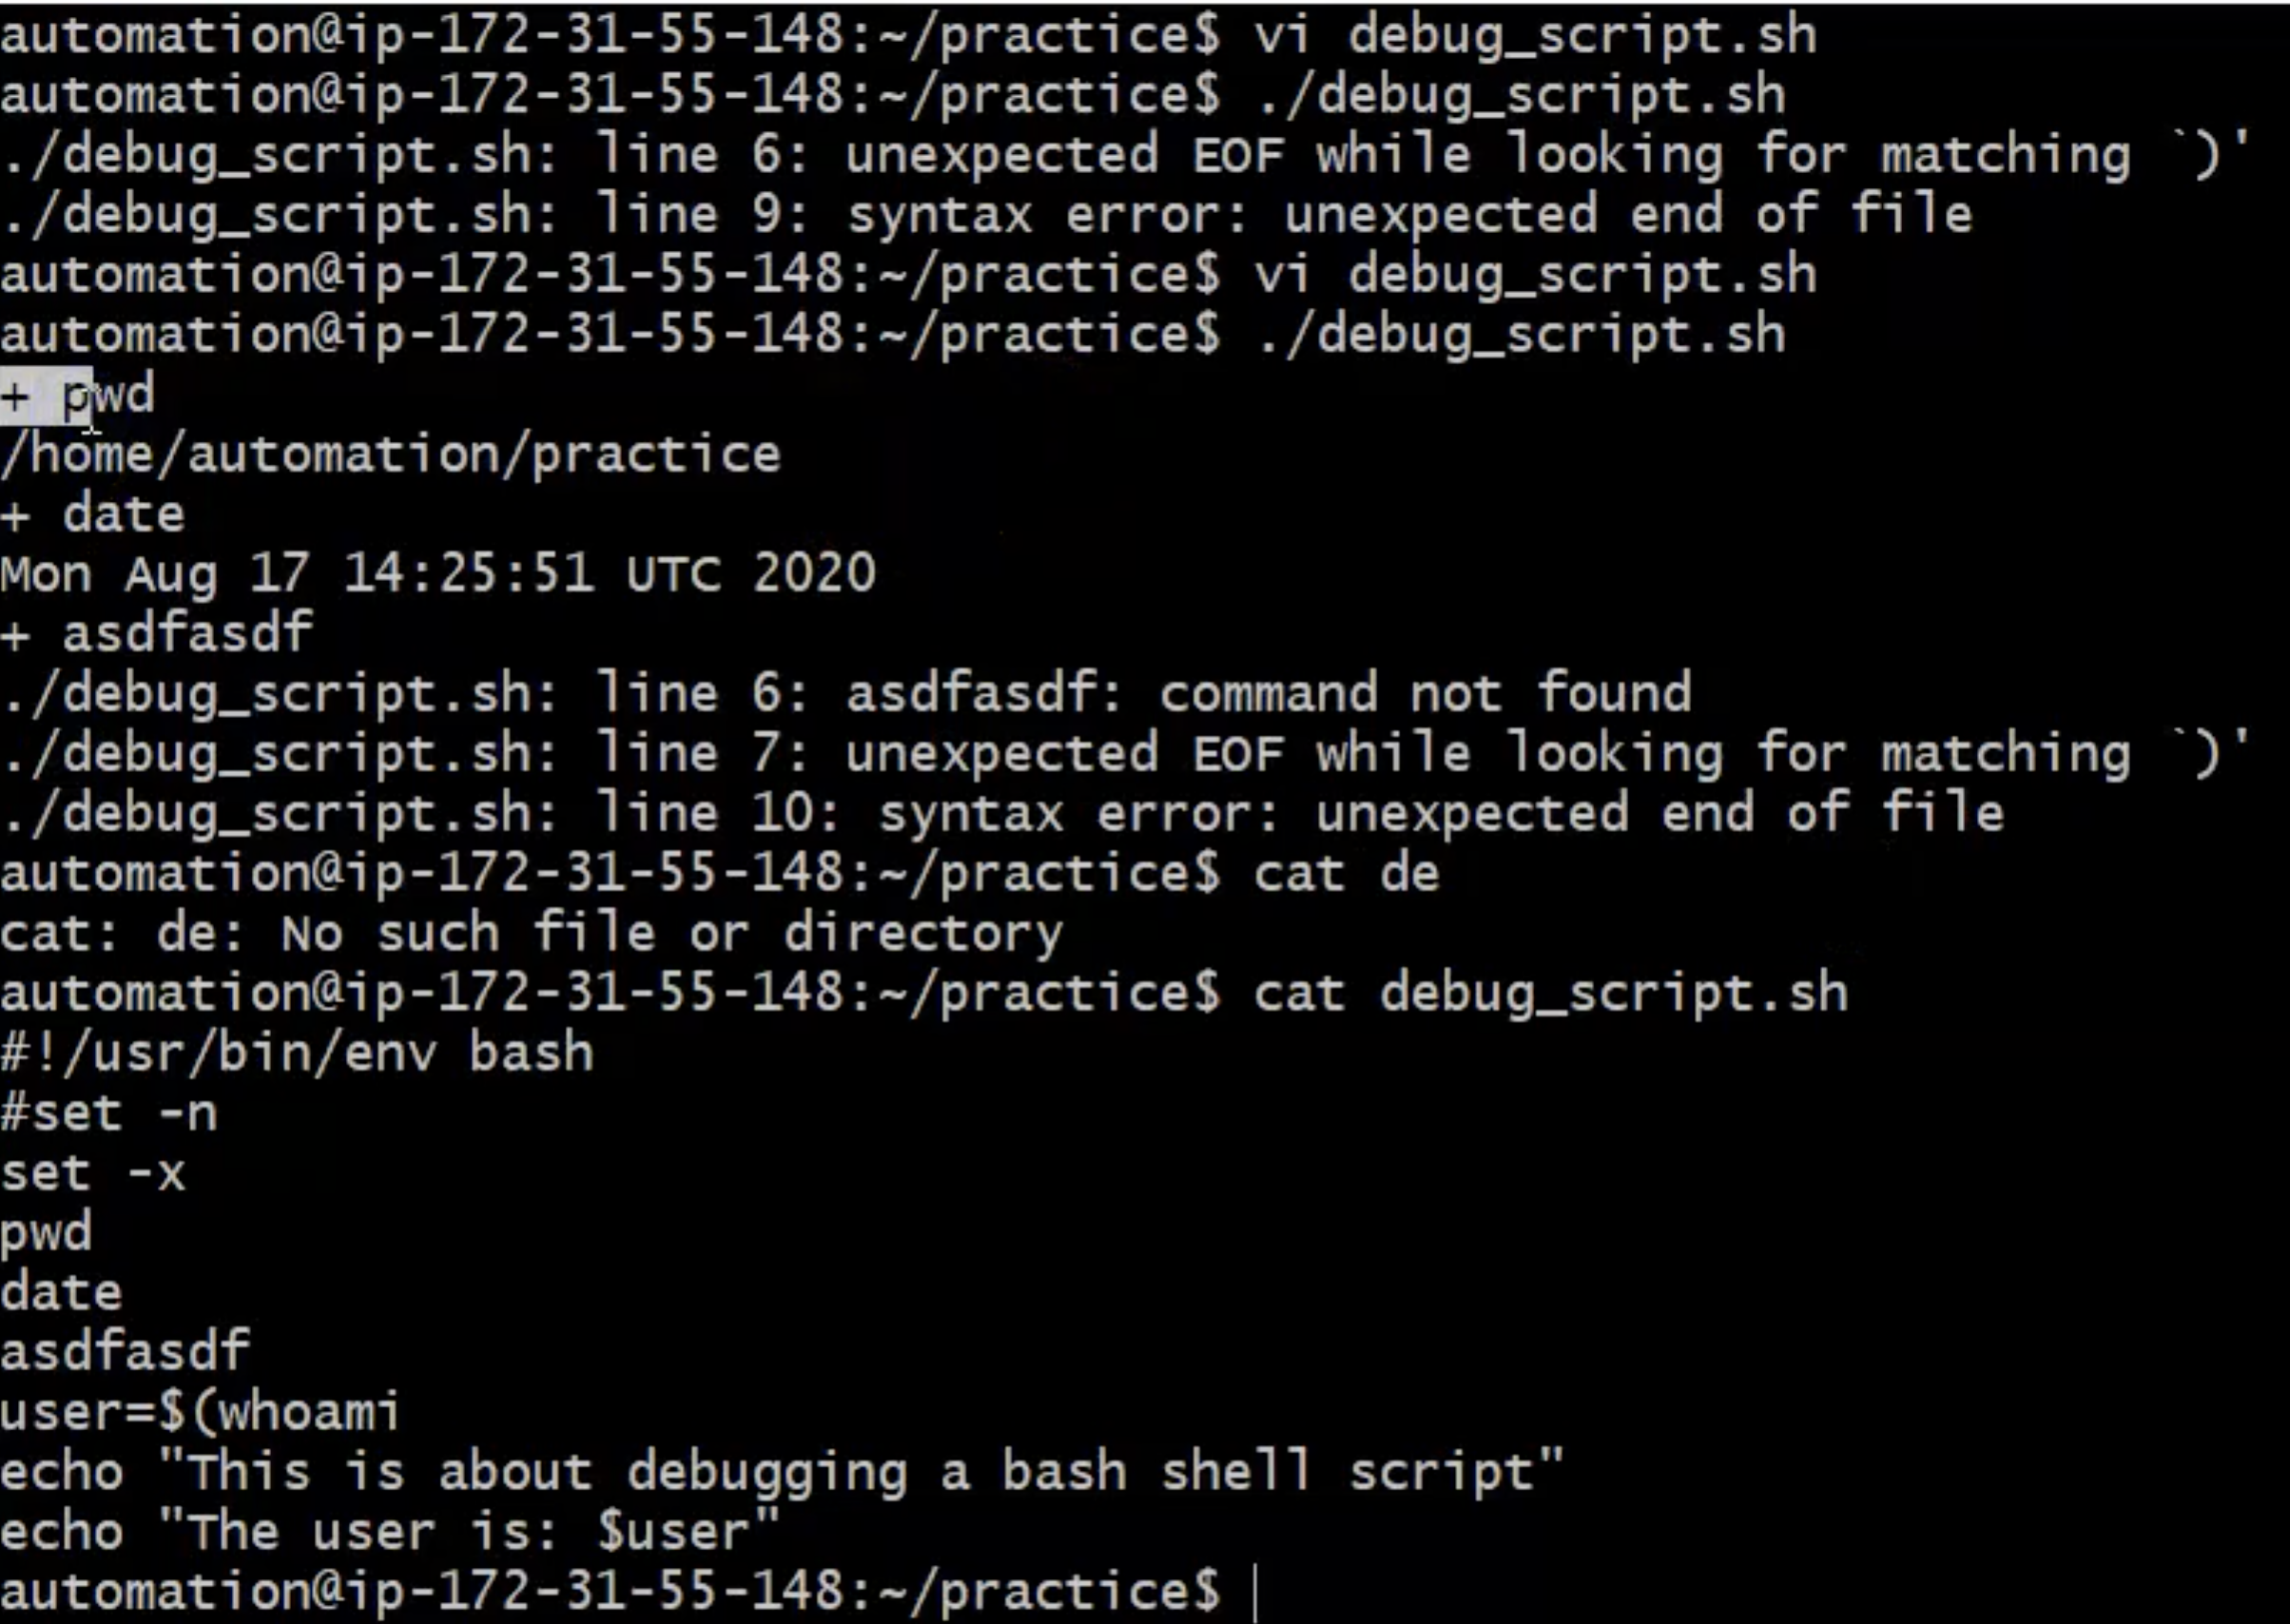 automation@ip-172-31-55-148:~/practice$ vi debug_script.sh
automation@ip-172-31-55-148:~/practice$ ./debug_script.sh
./debug_script.sh: line 6: unexpected EOF while looking for matching `)'
./debug_script.sh: line 9: syntax error: unexpected end of file
automation@ip-172-31-55-148:~/practice$ vi debug_script.sh
automation@ip-172-31-55-148:~/practice$ ./debug_script.sh
+ pwd
/home/automation/practice
+ date
Mon Aug 17 14:25:51 UTC 2020
+ asdfasdf
./debug_script.sh: line 6: asdfasdf: command not found
./debug_script.sh: line 7: unexpected EOF while looking for matching `)'
./debug_script.sh: line 10: syntax error: unexpected end of file
automation@ip-172-31-55-148:~/practice$ cat de
cat: de: No such file or directory
automation@ip-172-31-55-148:~/practice$ cat debug_script.sh
#!/usr/bin/env bash
#set -n
set -x
pwd
date
asdfasdf
user=$(whoami
echo "This is about debugging a bash shell script"
echo "The user is: $user"
automation@ip-172-31-55-148:~/practice$